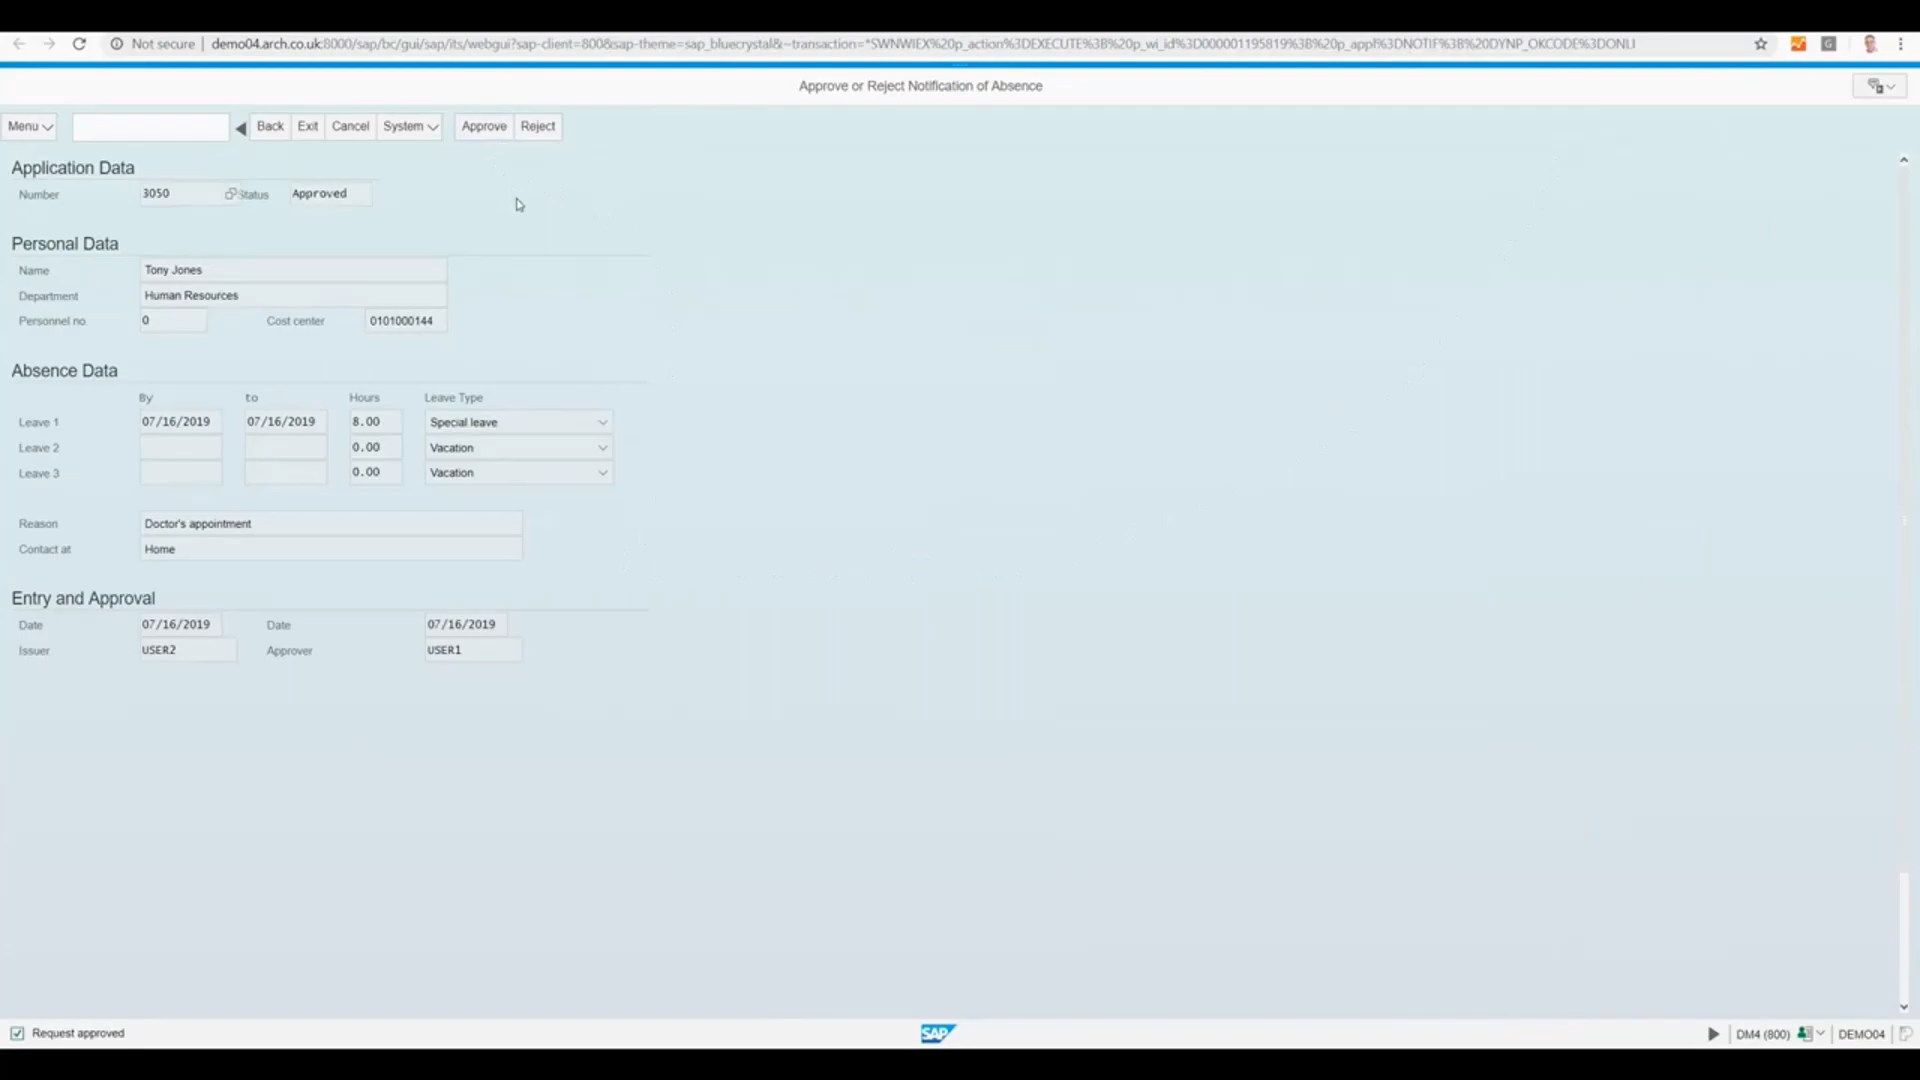 Not secure | demo04.arch.co.uk:8000/sap/bc/gui/sap/its/webgui?sap-client=800&sap-theme=sap_bluecrystal&~transaction=*SWNWIEX%20p_action%3DEXECUTE%3B%20p_wi_id%3D000001195819%3B%20p_appl%3DNOTIF%3B%20DYNP_OKCODE%3DONLI
Approve or Reject Notification of Absence
Menu Back Exit Cancel System Approve Reject
Application Data
Number 3050 Status Approved
Personal Data
Name Tony Jones
Department Human Resources
Personnel no. 0 Cost center 0101000144
Absence Data
By to Hours Leave Type
Leave 1 07/16/2019 07/16/2019 8.00 Special leave
Leave 2 0.00 Vacation
Leave 3 0.00 Vacation
Reason Doctor's appointment
Contact at Home
Entry and Approval
Date 07/16/2019 Date 07/16/2019
Issuer USER2 Approver USER1
Request approved SAP DM4 (800) DEMO04